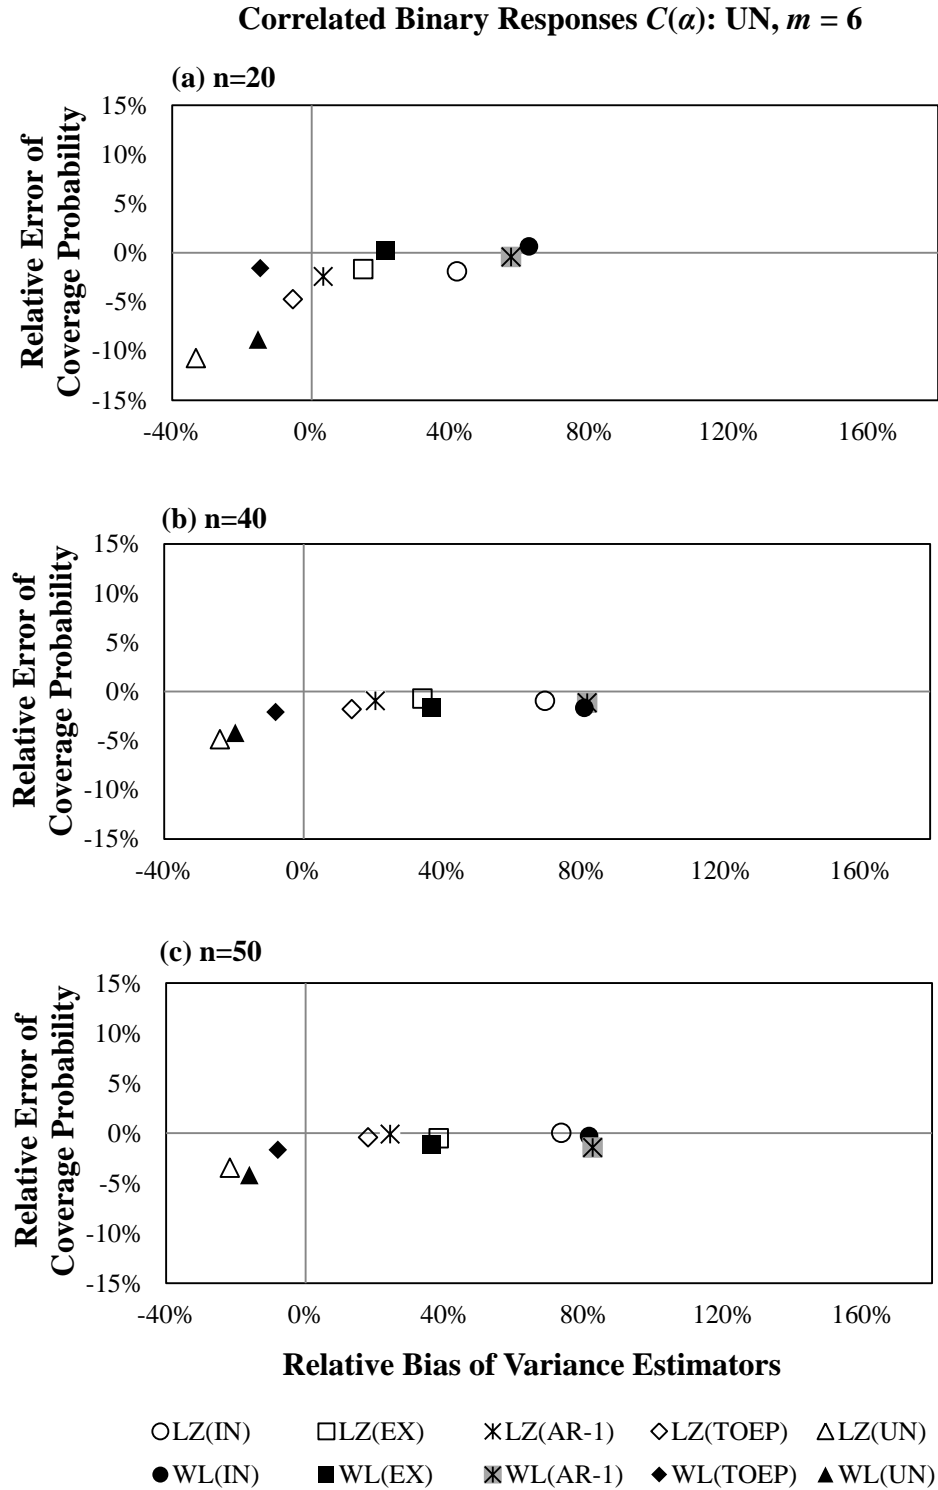 Correlated Binary Responses C(α): UN, m = 6
(a) n=20
Relative Error of
Coverage Probability
15%
10%
5%
0%
-5%
-10%
-15%
-40% 0% 40% 80% 120% 160%
(b) n=40
Relative Error of
Coverage Probability
15%
10%
5%
0%
-5%
-10%
-15%
-40% 0% 40% 80% 120% 160%
(c) n=50
Relative Error of
Coverage Probability
15%
10%
5%
0%
-5%
-10%
-15%
-40% 0% 40% 80% 120% 160%
Relative Bias of Variance Estimators
LZ(IN) LZ(EX) LZ(AR-1) LZ(TOEP) LZ(UN)
WL(IN) WL(EX) WL(AR-1) WL(TOEP) WL(UN)